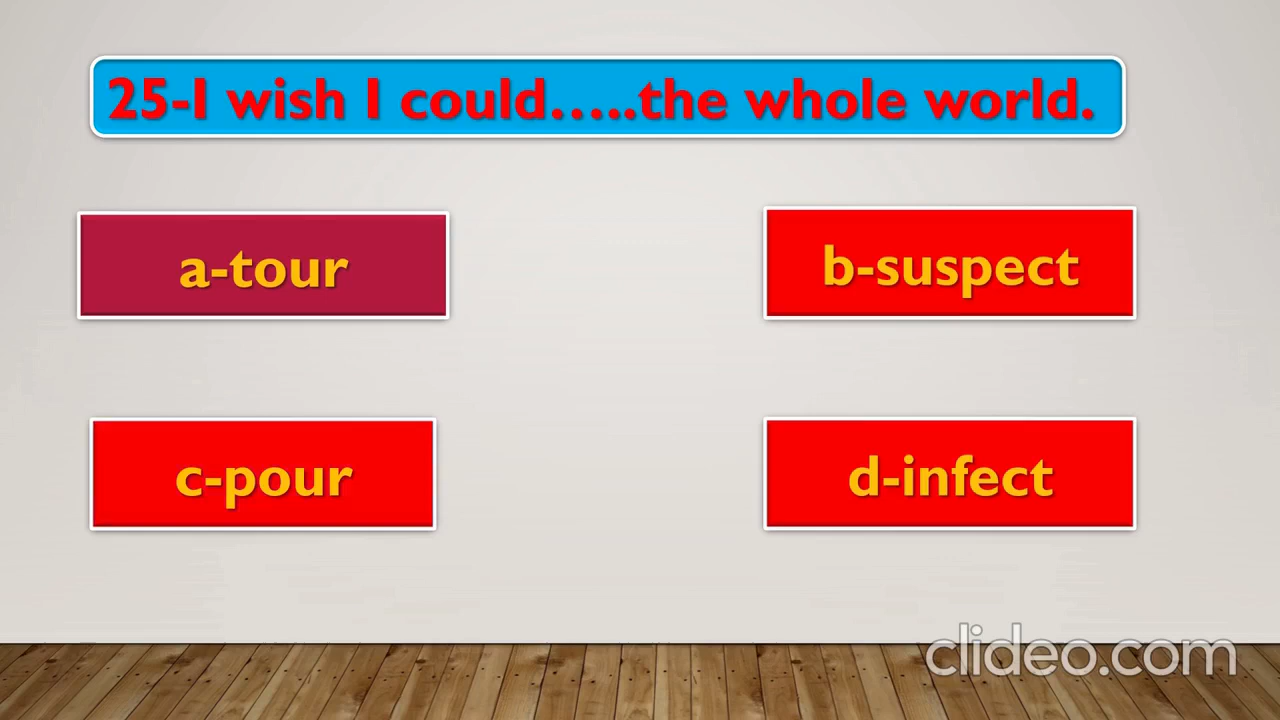 25-I wish I could.....the whole world.
a-tour
b-suspect
c-pour
d-infect
clideo.com